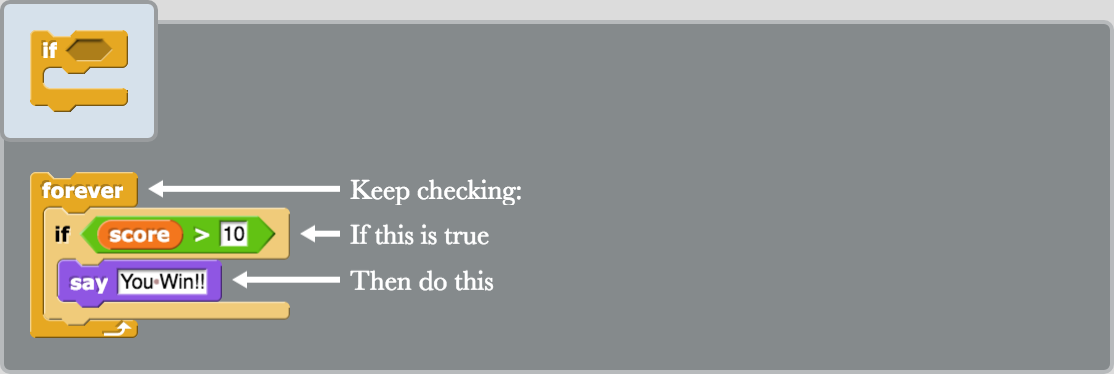 if
forever
Keep checking:
if score > 10
If this is true
say You Win!!
Then do this